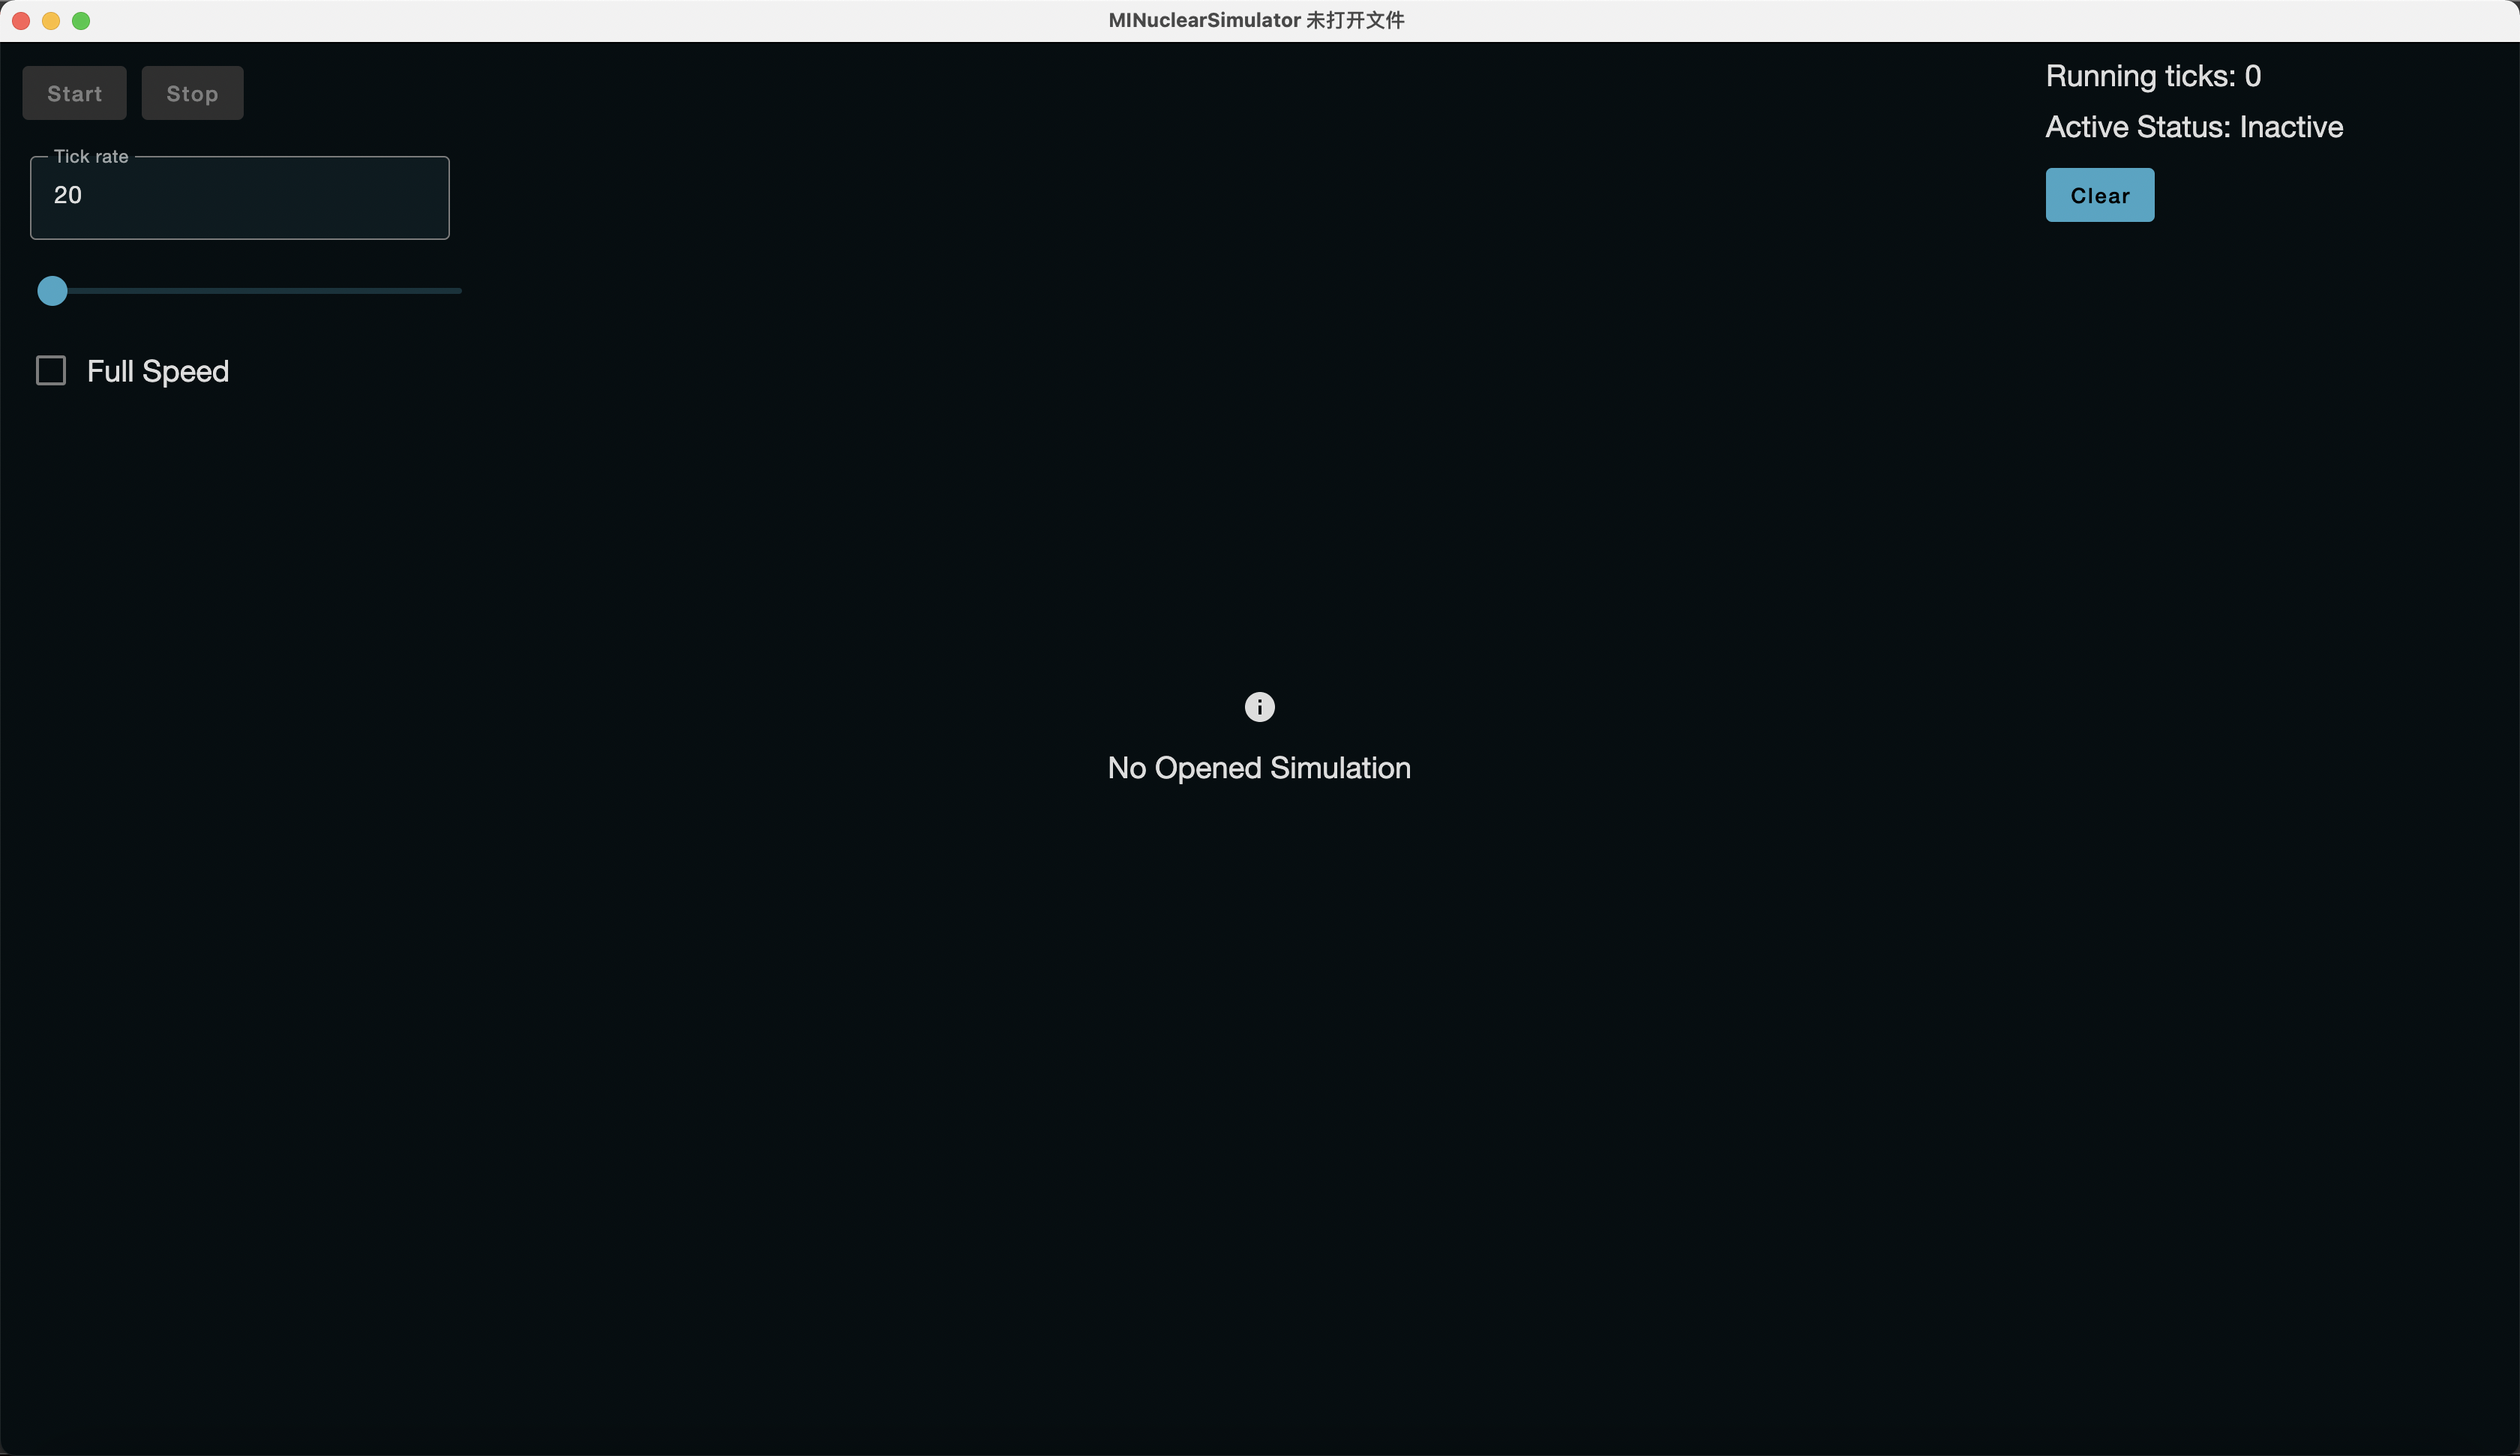 MINuclearSimulator 未打开文件
Start
Stop
Tick rate
20
Full Speed
Running ticks: 0
Active Status: Inactive
Clear
No Opened Simulation